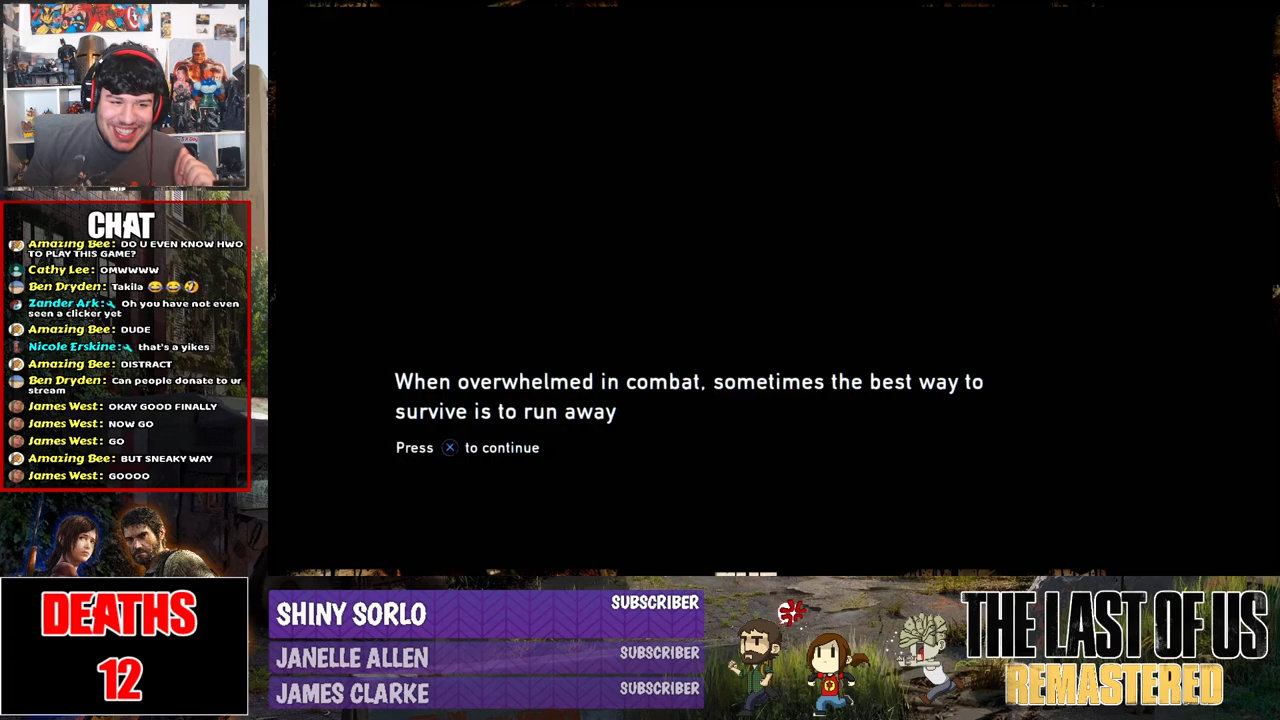 CHAT
Amazing Bee: DO U EVEN KNOW HWO
TO PLAY THIS GAME?
Cathy Lee: OMWWWW
Ben Dryden: Takila 😂 😂 🤣
Zander Ark: Oh you have not even
seen a clicker yet
Amazing Bee: DUDE
Nicole Erskine: that's a yikes
Amazing Bee: DISTRACT
Ben Dryden: Can people donate to ur
stream
James West: OKAY GOOD FINALLY
James West: NOW GO
James West: GO
Amazing Bee: BUT SNEAKY WAY
James West: GOOOO
When overwhelmed in combat, sometimes the best way to
survive is to run away
Press ⓧ to continue
DEATHS
12
SHINY SORLO SUBSCRIBER
JANELLE ALLEN SUBSCRIBER
JAMES CLARKE SUBSCRIBER
THE LAST OF US
REMASTERED